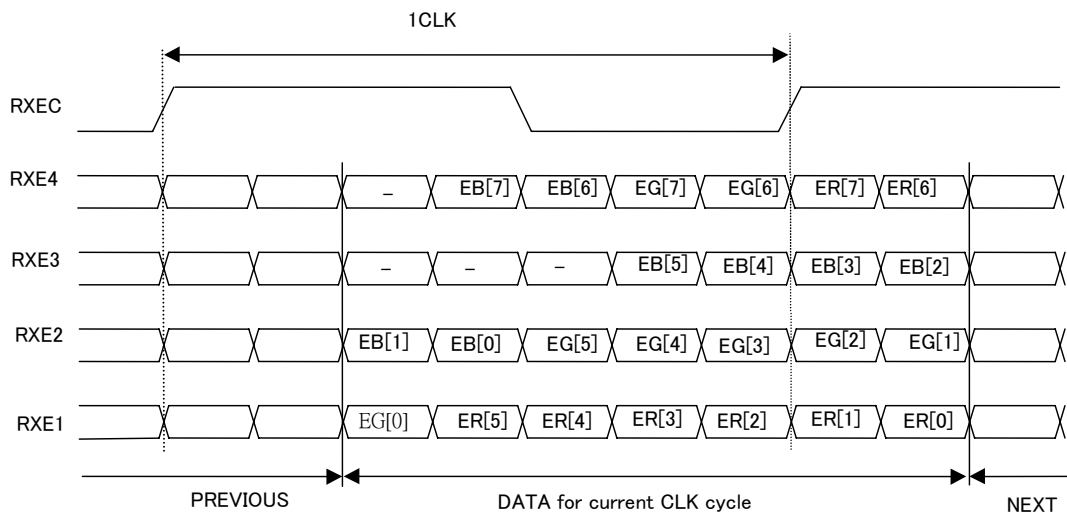 1CLK
RXEC
RXE4 – EB[7] EB[6] EG[7] EG[6] ER[7] ER[6]
RXE3 – – – EB[5] EB[4] EB[3] EB[2]
RXE2 EB[1] EB[0] EG[5] EG[4] EG[3] EG[2] EG[1]
RXE1 EG[0] ER[5] ER[4] ER[3] ER[2] ER[1] ER[0]
PREVIOUS DATA for current CLK cycle NEXT